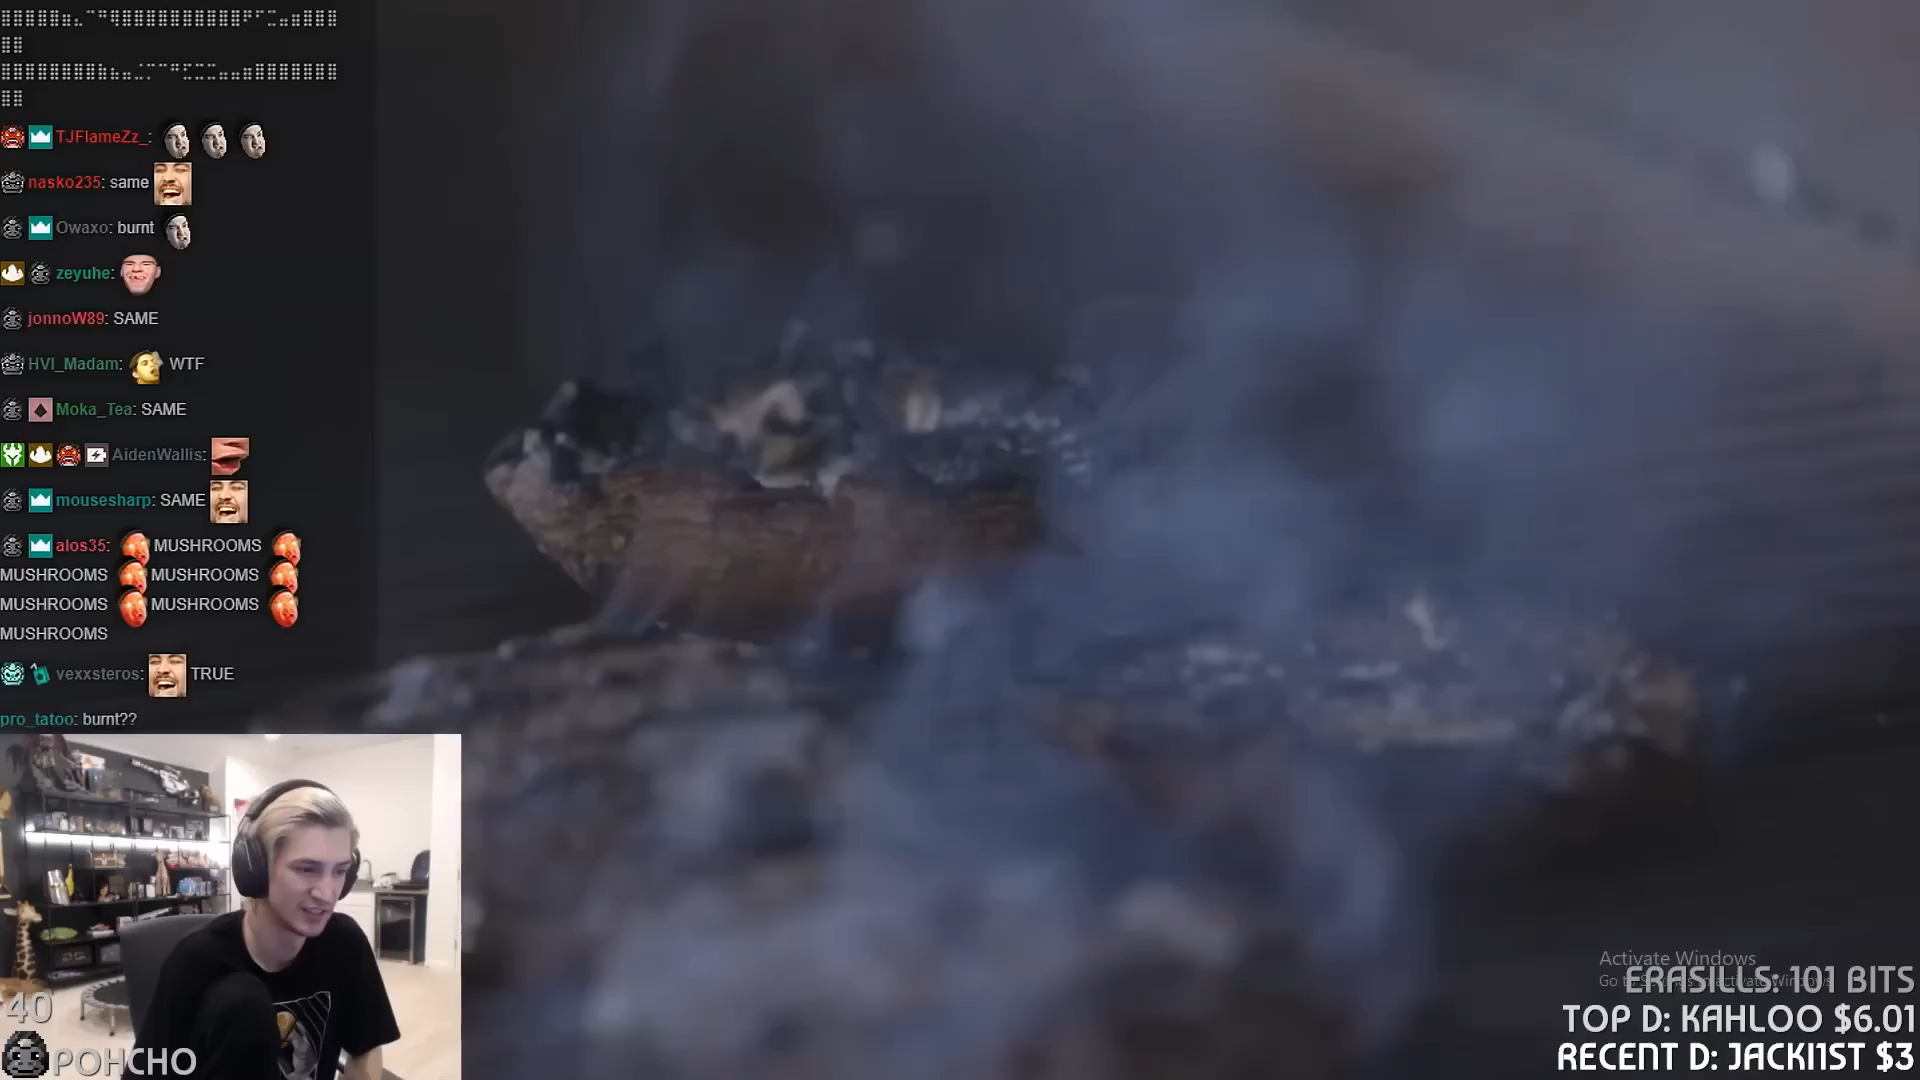 TJFlameZz_:
nasko235: same
Owaxo: burnt
zeyuhe:
jonnoW89: SAME
HVI_Madam: WTF
Moka_Tea: SAME
AidenWallis:
mousesharp: SAME
alos35: MUSHROOMS
MUSHROOMS MUSHROOMS
MUSHROOMS MUSHROOMS
MUSHROOMS
vexxsteros: TRUE
pro_tatoo: burnt??
40
POHCHO
Activate Windows
ERASILLS: 101 BITS
TOP D: KAHLOO $6.01
RECENT D: JACKI1ST $3